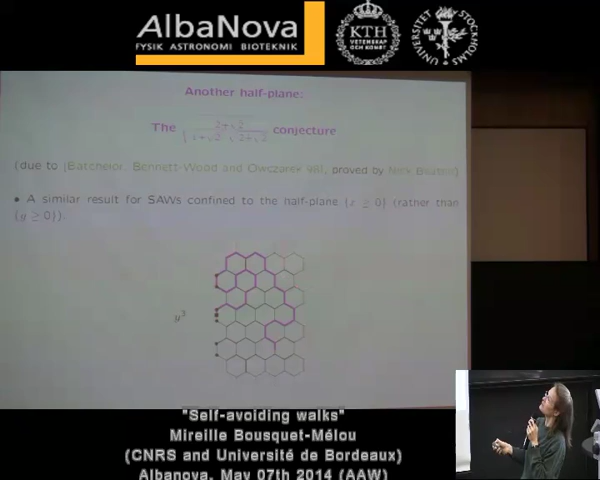 AlbaNova
FYSIK ASTRONOMI BIOTEKNIK
KTH
VETENSKAP
OCH KONST
STOCKHOLMS
UNIVERSITET
Another half-plane:
The conjecture
(due to [Batchelor, Bennett-Wood and Owczarek 98], proved by Nick Beaton)
• A similar result for SAWs confined to the half-plane {x ≥ 0} (rather than
{y ≥ 0}).
y³
"Self-avoiding walks"
Mireille Bousquet-Mélou
(CNRS and Université de Bordeaux)
Albanova, May 07th 2014 (AAW)